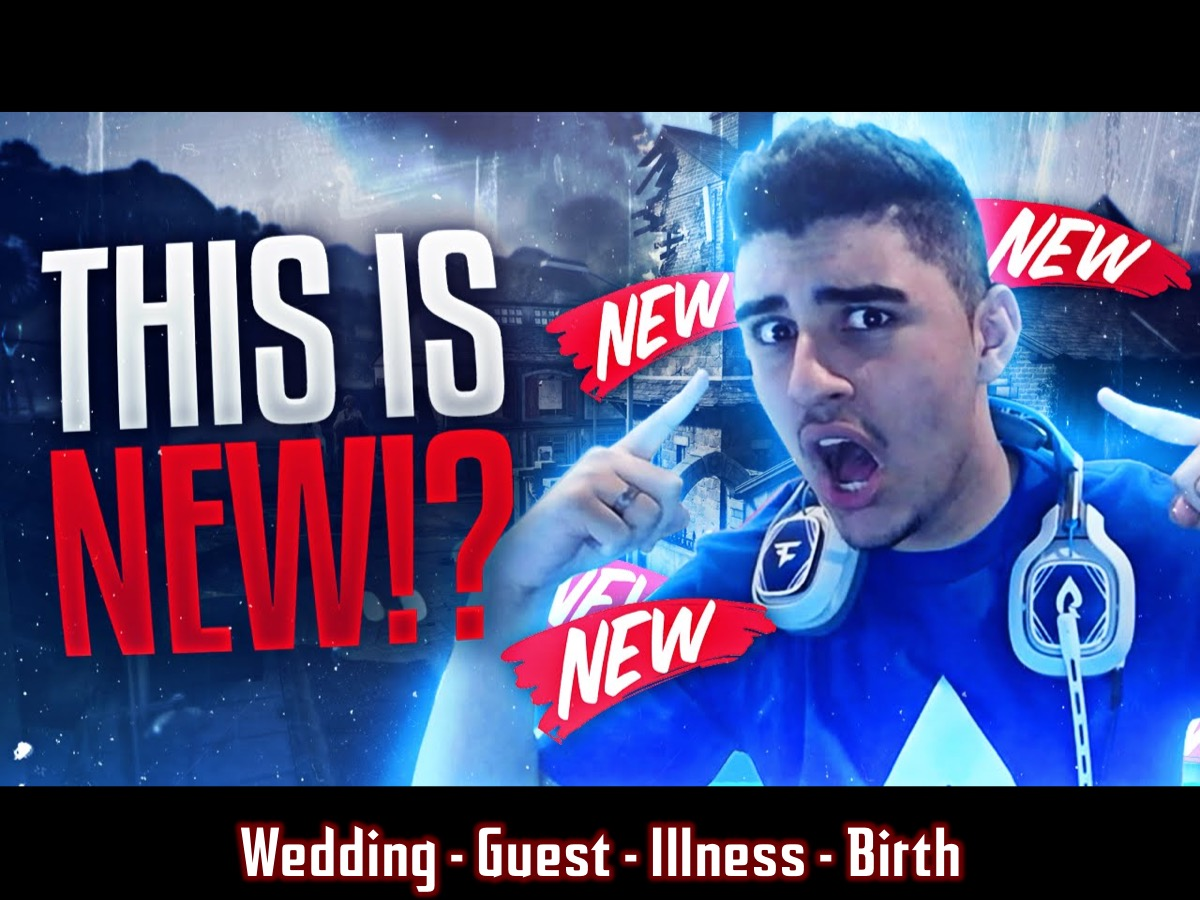 THIS IS
NEW!?
NEW
NEW
NEW
Wedding - Guest - Illness - Birth